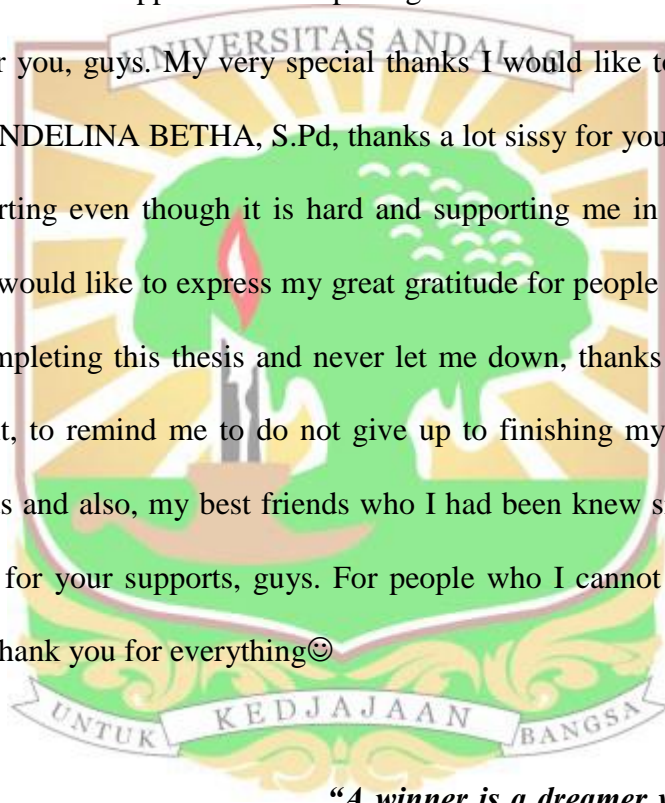 UNIVERSITAS ANDALAS
r you, guys. My very special thanks I would like to
NDELINA BETHA, S.Pd, thanks a lot sissy for you
rting even though it is hard and supporting me in
would like to express my great gratitude for people
mpleting this thesis and never let me down, thanks
t, to remind me to do not give up to finishing my
s and also, my best friends who I had been knew s
for your supports, guys. For people who I cannot
hank you for everything☺
UNTUK KEDJAJAAN BANGSA
“A winner is a dreamer